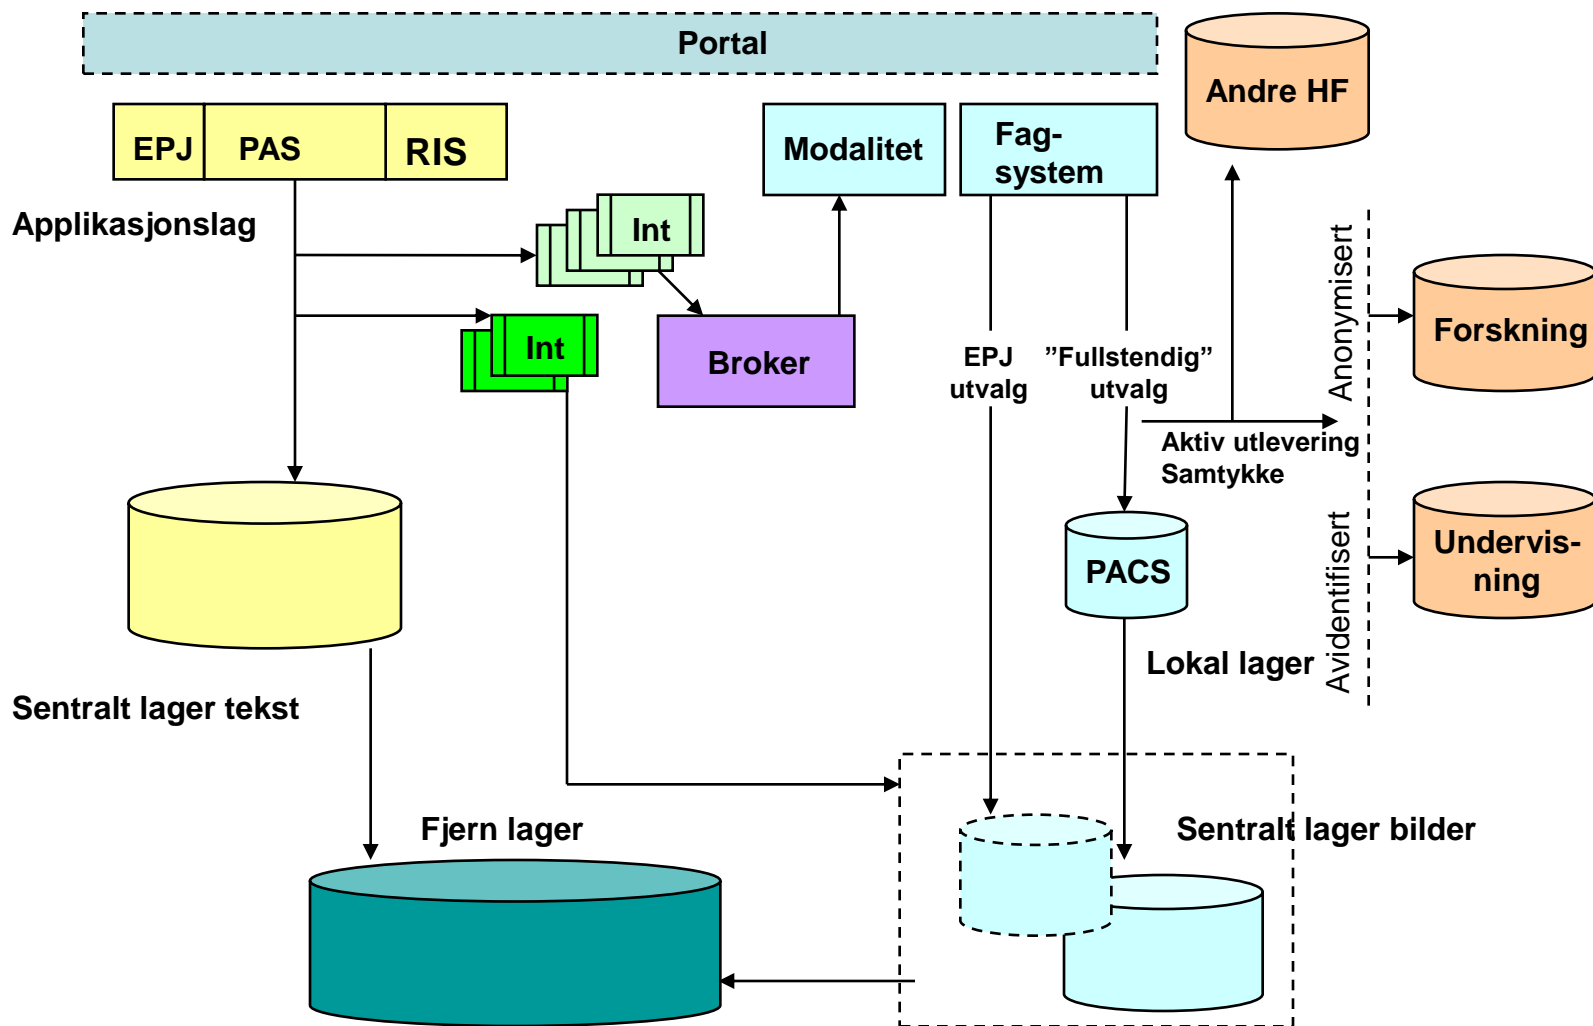 Portal
Andre HF
EPJ
PAS
RIS
Modalitet
Fag-
system
Applikasjonslag
Int
Int
Broker
EPJ
utvalg
”Fullstendig”
utvalg
Anonymisert
Forskning
Aktiv utlevering
Samtykke
PACS
Avidentifisert
Undervis-
ning
Lokal lager
Sentralt lager tekst
Fjern lager
Sentralt lager bilder